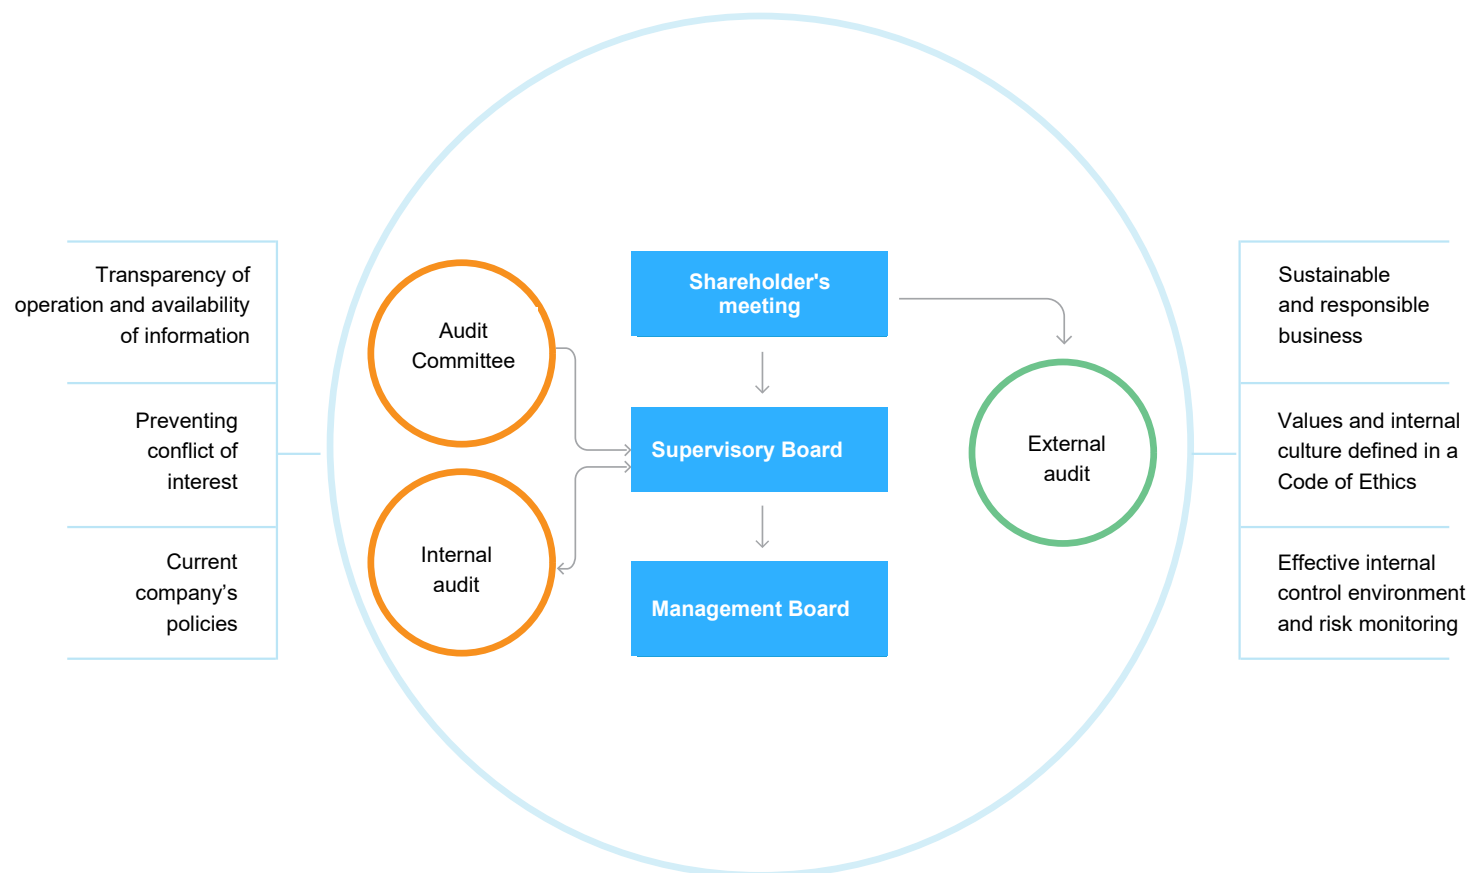 Transparency of
operation and availability
of information
Preventing
conflict of
interest
Current
company’s
policies
Audit
Committee
Internal
audit
Shareholder's
meeting
Supervisory Board
Management Board
External
audit
Sustainable
and responsible
business
Values and internal
culture defined in a
Code of Ethics
Effective internal
control environment
and risk monitoring